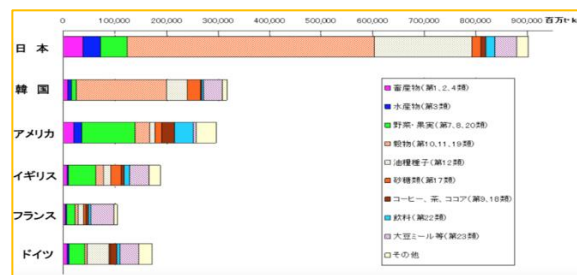 0 100,000 200,000 300,000 400,000 500,000 600,000 700,000 800,000 900,000 百万t・km
日 本
韓 国
アメリカ
イギリス
フランス
ドイツ
畜産物(第1,2,4類)
水産物(第3類)
野菜・果実(第7,8,20類)
穀物(第10,11,19類)
油糧種子(第12類)
砂糖類(第17類)
コーヒー、茶、ココア(第9,18類)
飲料(第22類)
大豆ミール等(第23類)
その他